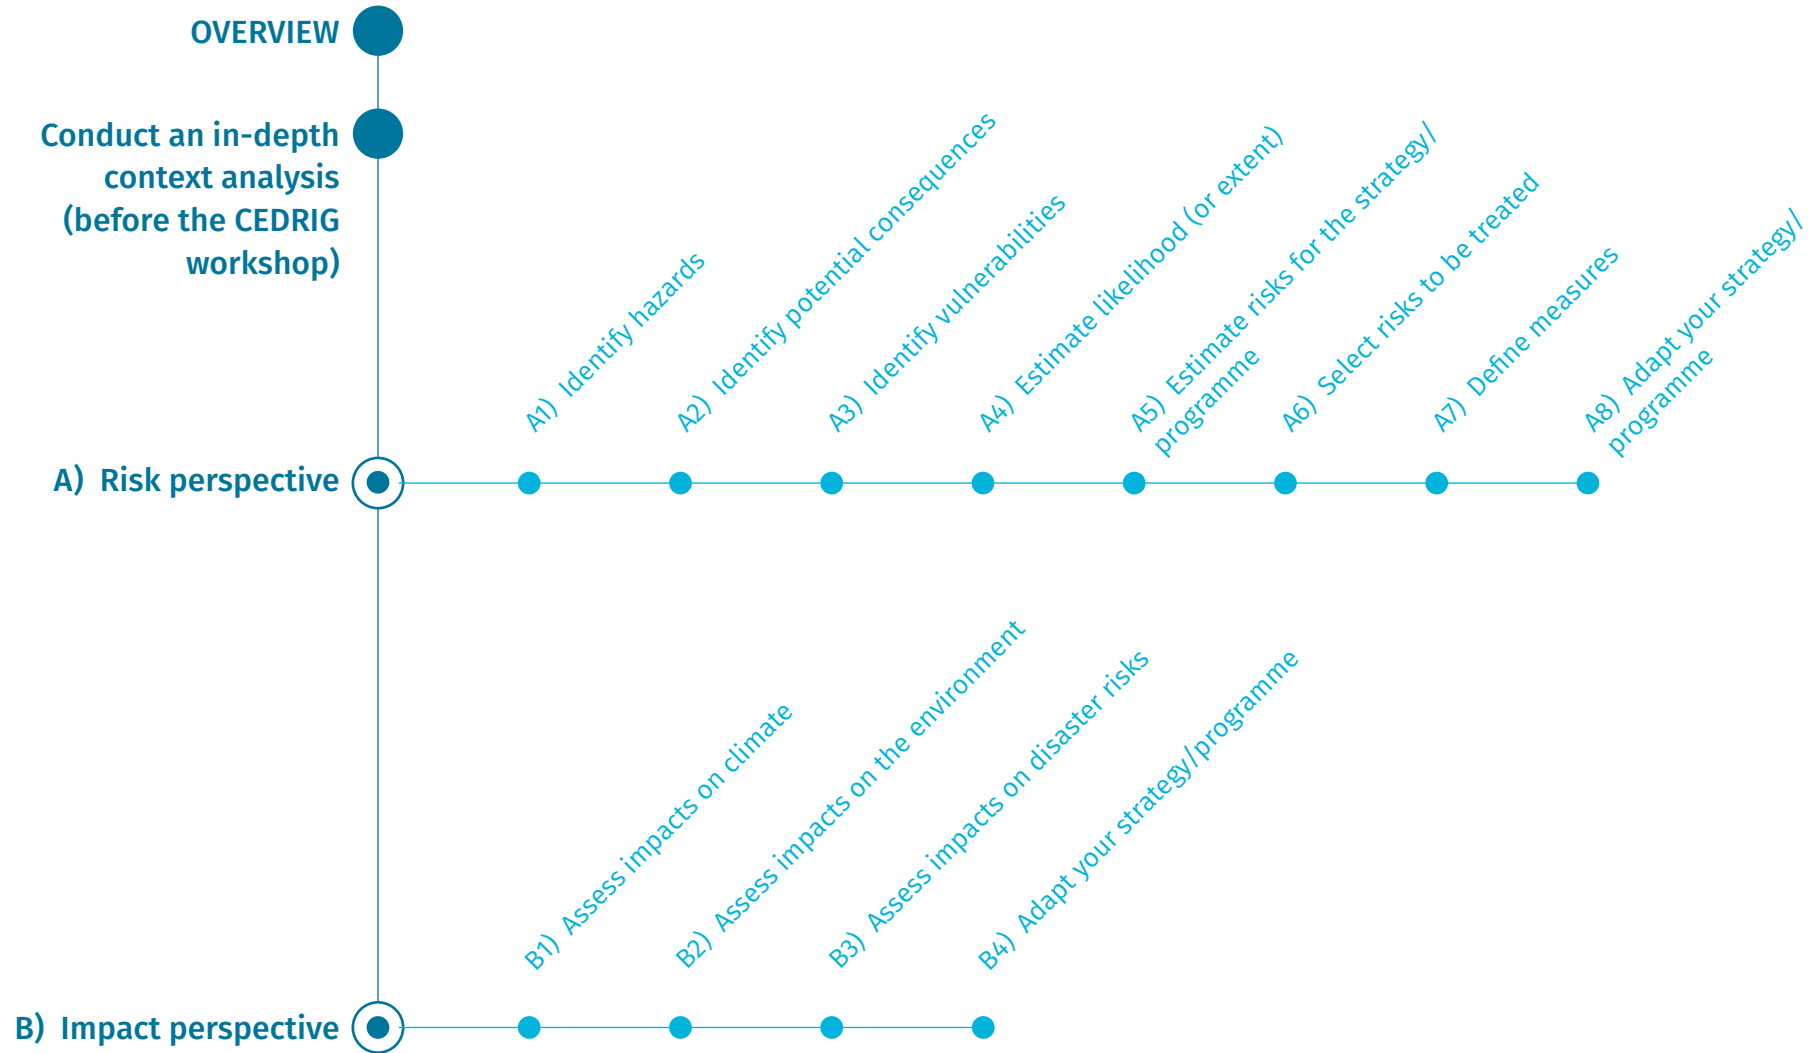 OVERVIEW
Conduct an in-depth
context analysis
(before the CEDRIG
workshop)
A) Risk perspective
A1) Identify hazards
A2) Identify potential consequences
A3) Identify vulnerabilities
A4) Estimate likelihood (or extent)
A5) Estimate risks for the strategy/
programme
A6) Select risks to be treated
A7) Define measures
A8) Adapt your strategy/
programme
B) Impact perspective
B1) Assess impacts on climate
B2) Assess impacts on the environment
B3) Assess impacts on disaster risks
B4) Adapt your strategy/programme